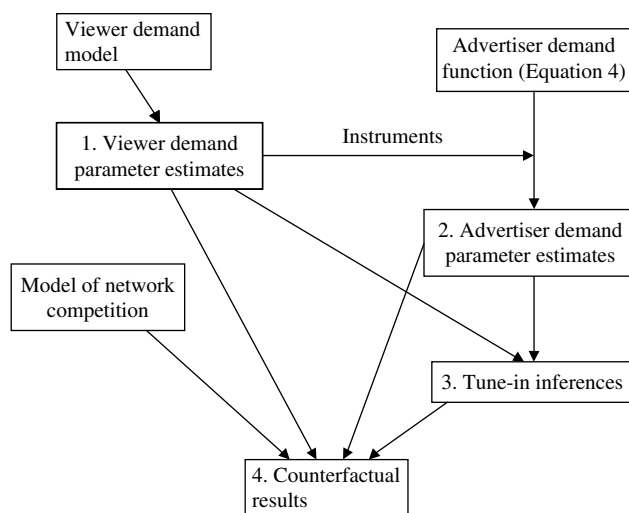 Viewer demand
model
Advertiser demand
function (Equation 4)
1. Viewer demand
parameter estimates
Instruments
2. Advertiser demand
parameter estimates
Model of network
competition
3. Tune-in inferences
4. Counterfactual
results